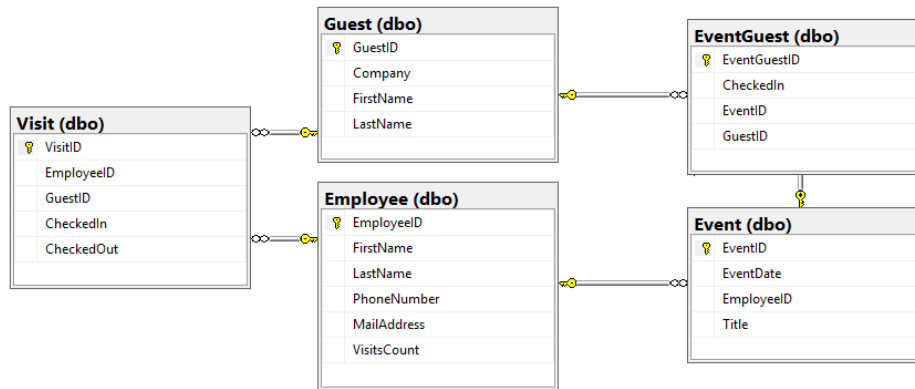 Guest (dbo)
GuestID
Company
FirstName
LastName
EventGuest (dbo)
EventGuestID
CheckedIn
EventID
GuestID
Visit (dbo)
VisitID
EmployeeID
GuestID
CheckedIn
CheckedOut
Employee (dbo)
EmployeeID
FirstName
LastName
PhoneNumber
MailAddress
VisitsCount
Event (dbo)
EventID
EventDate
EmployeeID
Title